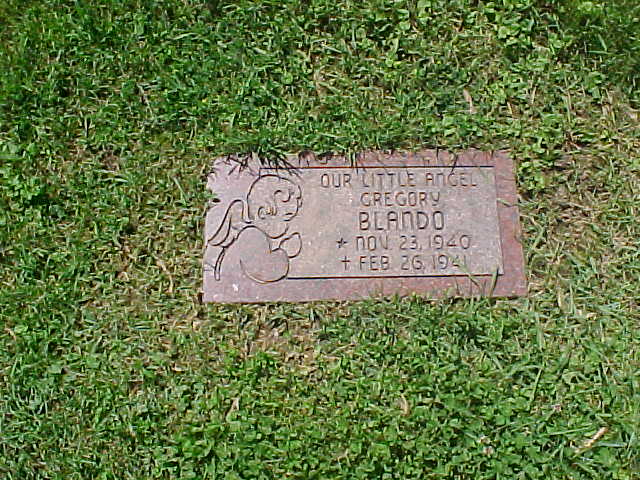 OUR LITTLE ANGEL
GREGORY
BLANDO
* NOV. 23, 1940
† FEB. 26, 1941